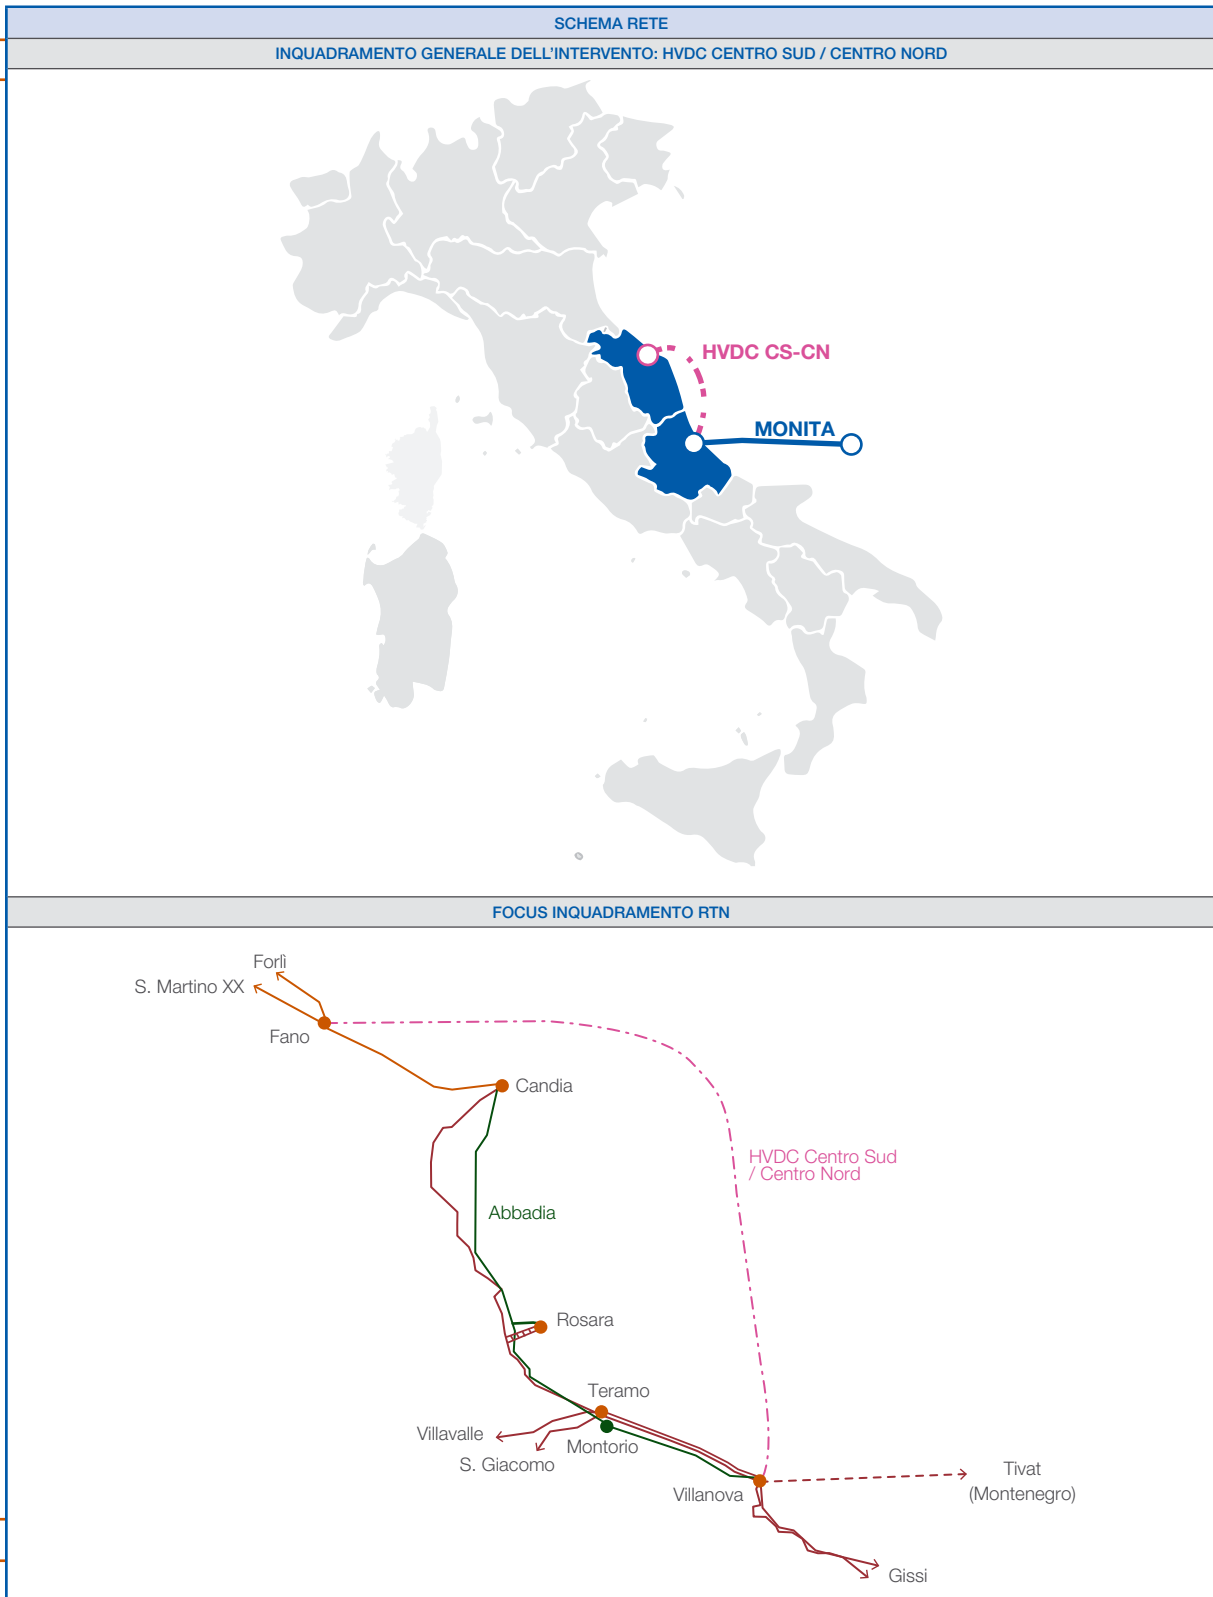 SCHEMA RETE
INQUADRAMENTO GENERALE DELL'INTERVENTO: HVDC CENTRO SUD / CENTRO NORD
HVDC CS-CN
MONITA
FOCUS INQUADRAMENTO RTN
Forlì
S. Martino XX
Fano
Candia
HVDC Centro Sud
/ Centro Nord
Abbadia
Rosara
Teramo
Villavalle
Montorio
S. Giacomo
Villanova
Tivat
(Montenegro)
Gissi